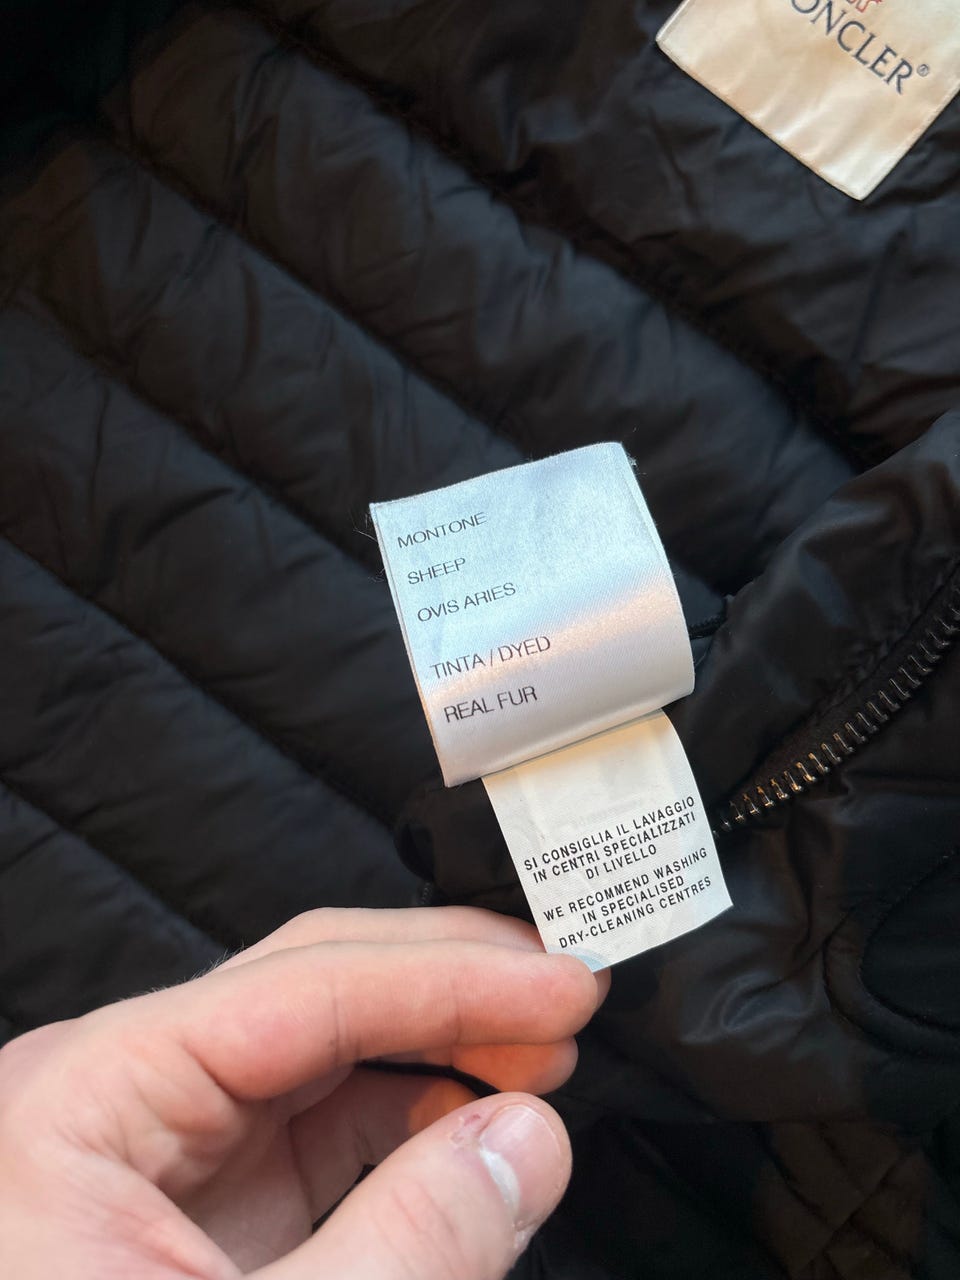 ONCLER®
MONTONE
SHEEP
OVIS ARIES
TINTA / DYED
REAL FUR
SI CONSIGLIA IL LAVAGGIO
IN CENTRI SPECIALIZZATI
DI LIVELLO
WE RECOMMEND WASHING
IN SPECIALISED
DRY-CLEANING CENTRES